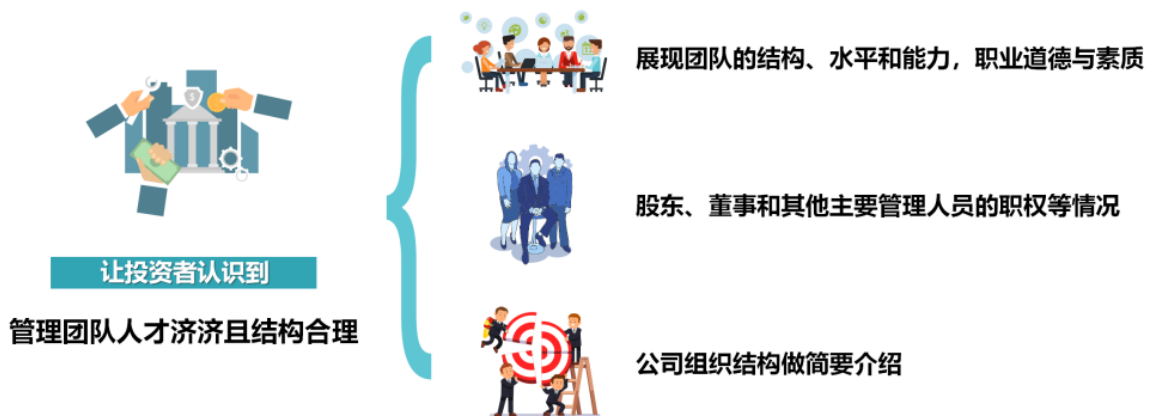 让投资者认识到
管理团队人才济济且结构合理
展现团队的结构、水平和能力，职业道德与素质
股东、董事和其他主要管理人员的职权等情况
公司组织结构做简要介绍